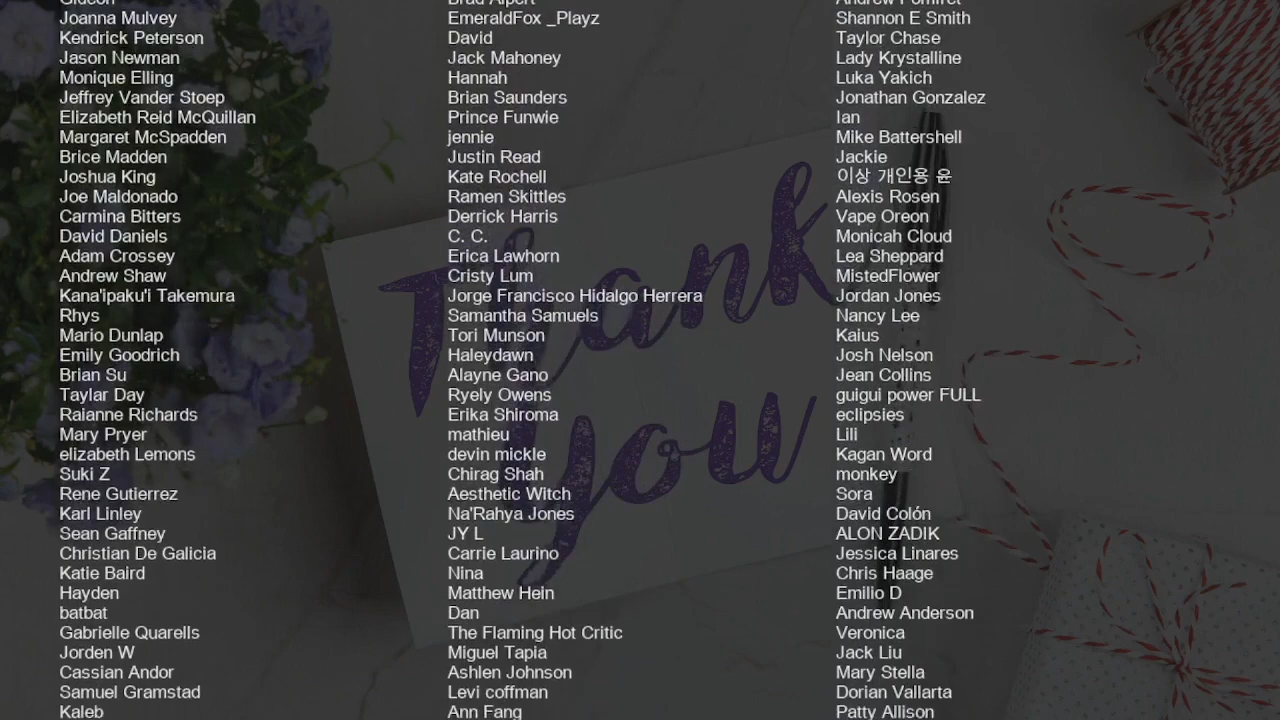 Gideon
Joanna Mulvey
Kendrick Peterson
Jason Newman
Monique Elling
Jeffrey Vander Stoep
Elizabeth Reid McQuillan
Margaret McSpadden
Brice Madden
Joshua King
Joe Maldonado
Carmina Bitters
David Daniels
Adam Crossey
Andrew Shaw
Kana'ipaku'i Takemura
Rhys
Mario Dunlap
Emily Goodrich
Brian Su
Taylar Day
Raianne Richards
Mary Pryer
elizabeth Lemons
Suki Z
Rene Gutierrez
Karl Linley
Sean Gaffney
Christian De Galicia
Katie Baird
Hayden
batbat
Gabrielle Quarells
Jorden W
Cassian Andor
Samuel Gramstad
Kaleb
Brad Alpert
EmeraldFox _Playz
David
Jack Mahoney
Hannah
Brian Saunders
Prince Funwie
jennie
Justin Read
Kate Rochell
Ramen Skittles
Derrick Harris
C. C.
Erica Lawhorn
Cristy Lum
Jorge Francisco Hidalgo Herrera
Samantha Samuels
Tori Munson
Haleydawn
Alayne Gano
Ryely Owens
Erika Shiroma
mathieu
devin mickle
Chirag Shah
Aesthetic Witch
Na'Rahya Jones
JY L
Carrie Laurino
Nina
Matthew Hein
Dan
The Flaming Hot Critic
Miguel Tapia
Ashlen Johnson
Levi coffman
Ann Fang
Andrew Pomfret
Shannon E Smith
Taylor Chase
Lady Krystalline
Luka Yakich
Jonathan Gonzalez
Ian
Mike Battershell
Jackie
이상 개인용 윤
Alexis Rosen
Vape Oreon
Monicah Cloud
Lea Sheppard
MistedFlower
Jordan Jones
Nancy Lee
Kaius
Josh Nelson
Jean Collins
guigui power FULL
eclipsies
Lili
Kagan Word
monkey
Sora
David Colón
ALON ZADIK
Jessica Linares
Chris Haage
Emilio D
Andrew Anderson
Veronica
Jack Liu
Mary Stella
Dorian Vallarta
Patty Allison
Thank
you